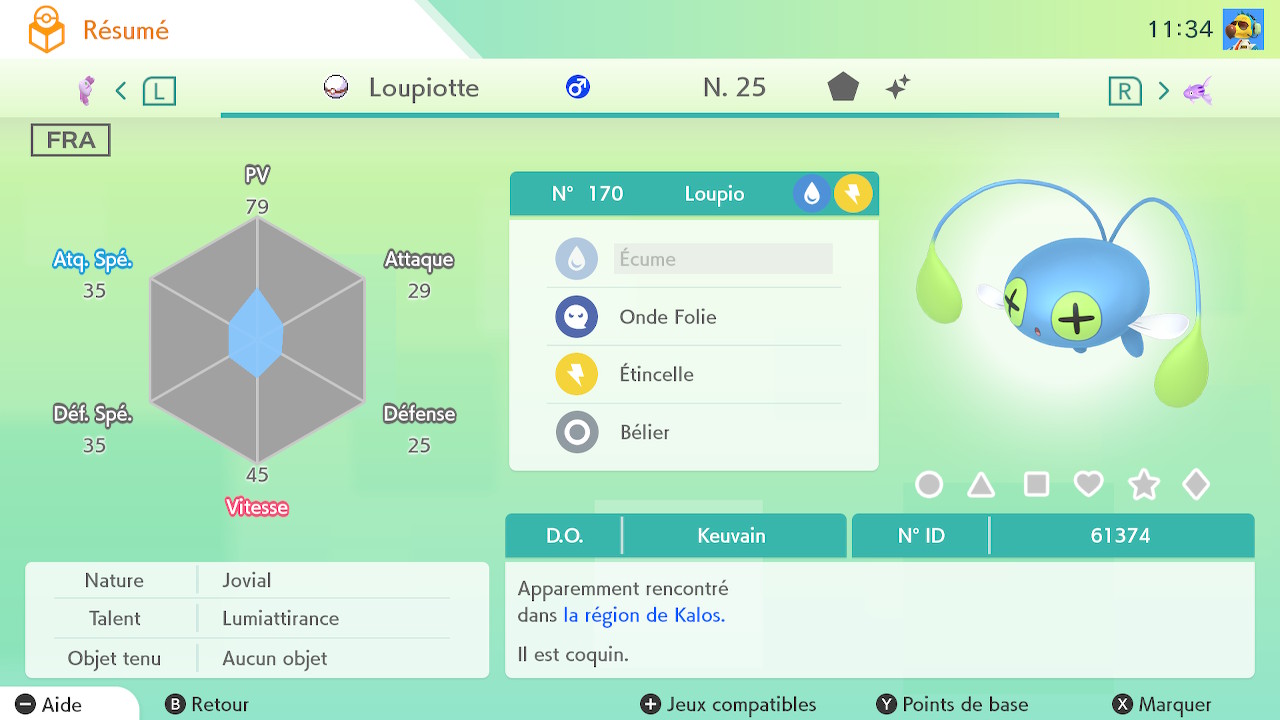 Résumé
11:34
L
Loupiotte
N. 25
R
FRA
PV
79
Atq. Spé.
35
Attaque
29
Déf. Spé.
35
Défense
25
45
Vitesse
N° 170 Loupio
Écume
Onde Folie
Étincelle
Bélier
D.O. Keuvain
N° ID 61374
Nature Jovial
Talent Lumiattirance
Objet tenu Aucun objet
Apparemment rencontré
dans la région de Kalos.
Il est coquin.
Aide
B Retour
Jeux compatibles
Y Points de base
X Marquer